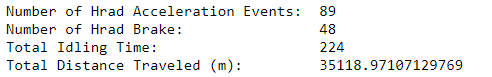 Number of Hrad Acceleration Events:  89
Number of Hrad Brake:                48
Total Idling Time:                   224
Total Distance Traveled (m):         35118.97107129769